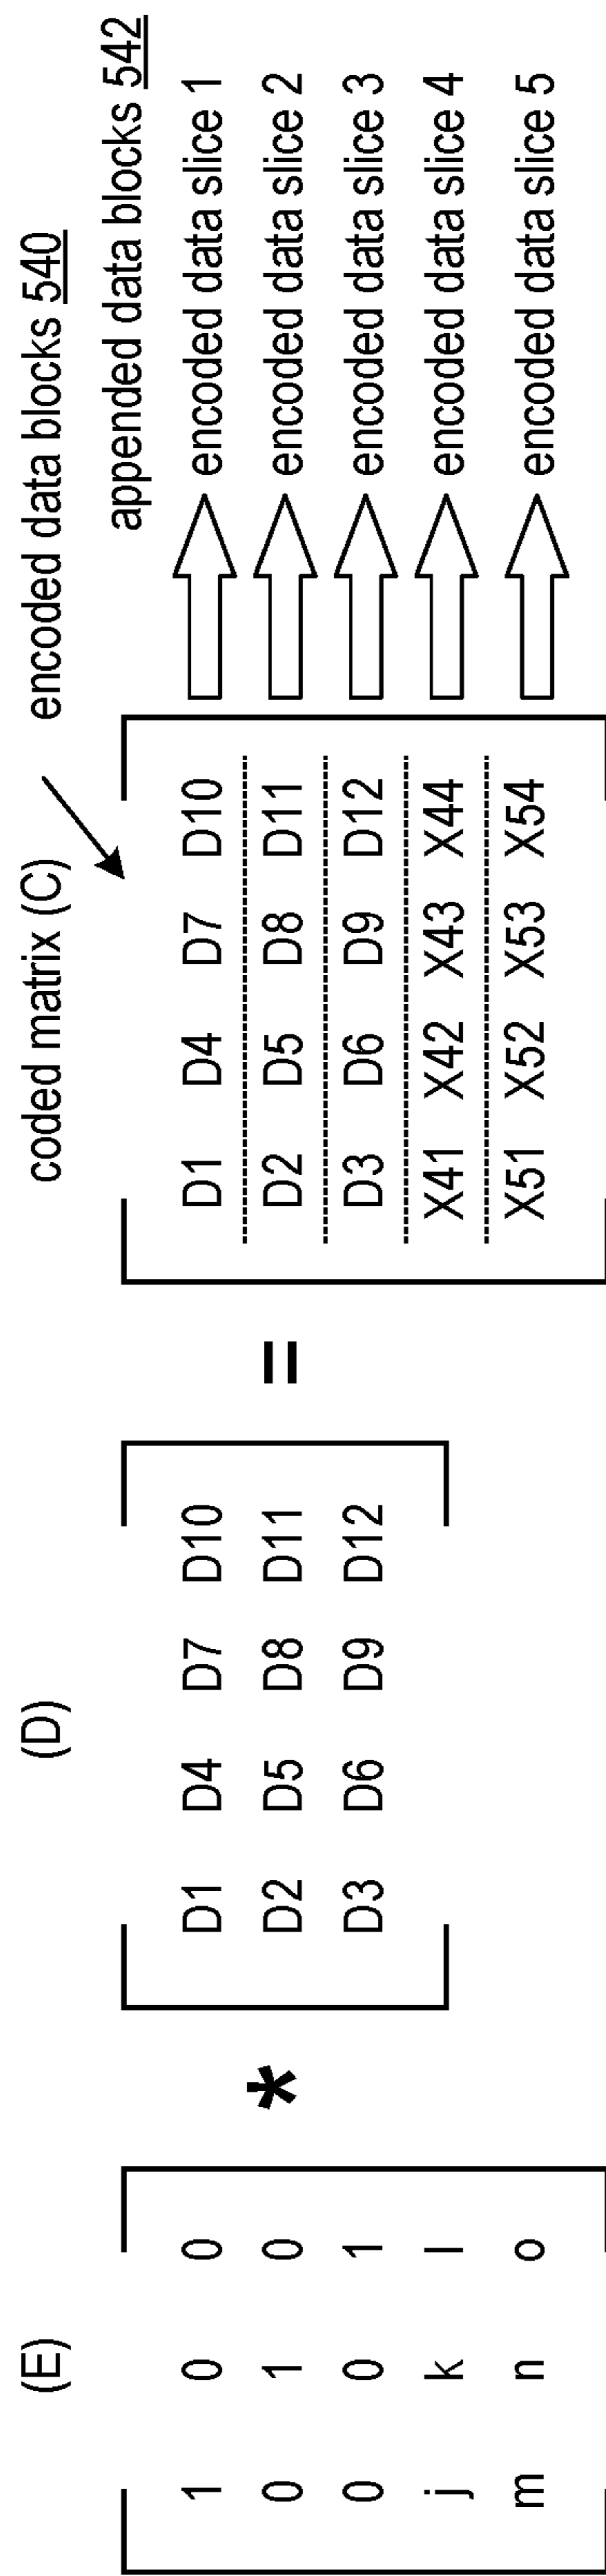 (E)
1 0 0
0 1 0
0 0 1
j k l
m n o
*
(D)
D1 D4 D7 D10
D2 D5 D8 D11
D3 D6 D9 D12
=
coded matrix (C)
D1 D4 D7 D10
D2 D5 D8 D11
D3 D6 D9 D12
X41 X42 X43 X44
X51 X52 X53 X54
encoded data blocks 540
appended data blocks 542
encoded data slice 1
encoded data slice 2
encoded data slice 3
encoded data slice 4
encoded data slice 5